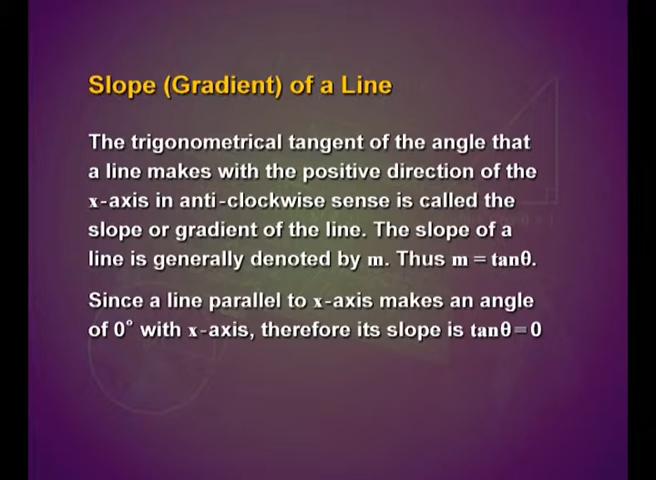 Slope (Gradient) of a Line
The trigonometrical tangent of the angle that
a line makes with the positive direction of the
x-axis in anti-clockwise sense is called the
slope or gradient of the line. The slope of a
line is generally denoted by m. Thus m = tanθ.
Since a line parallel to x-axis makes an angle
of 0° with x-axis, therefore its slope is tanθ = 0